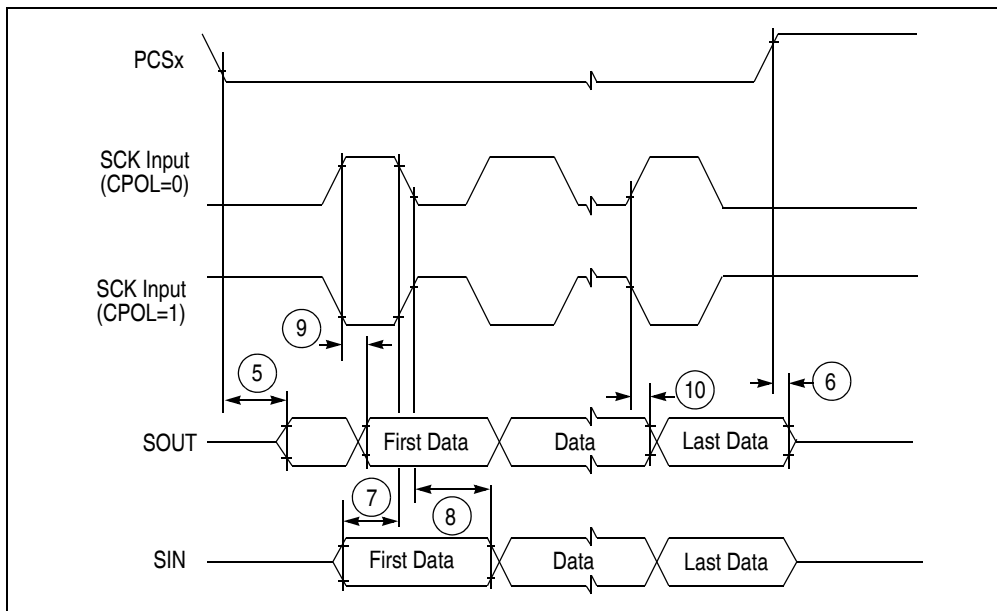 PCSx
SCK Input
(CPOL=0)
SCK Input
(CPOL=1)
9
5
10
6
SOUT
First Data
Data
Last Data
7
8
SIN
First Data
Data
Last Data